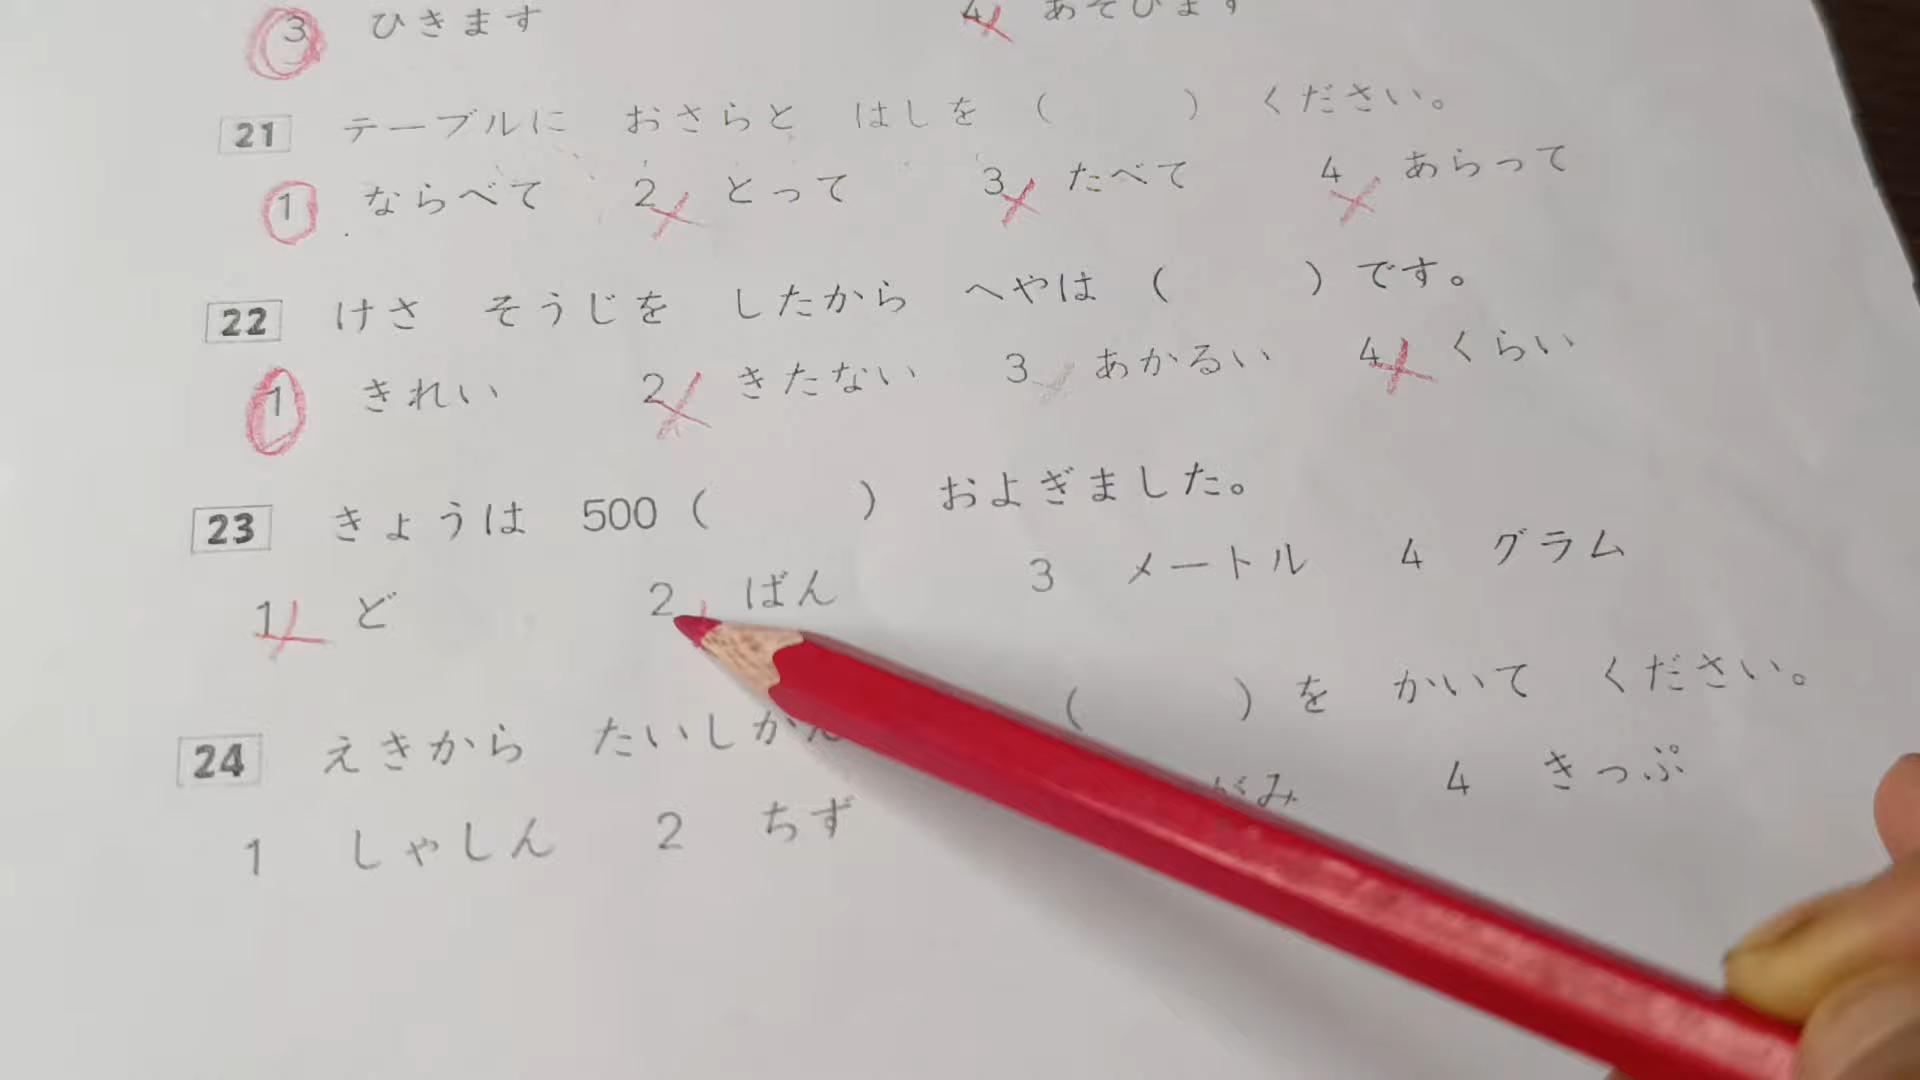 3 ひきます 4 あそびます
21 テーブルに おさらと はしを ( ) ください。
1 ならべて 2 とって 3 たべて 4 あらって
22 けさ そうじを したから へやは ( ) です。
1 きれい 2 きたない 3 あかるい 4 くらい
23 きょうは 500( ) およぎました。
1 ど 2 ばん 3 メートル 4 グラム
24 えきから たいしかん ( )を かいて ください。
1 しゃしん 2 ちず がみ 4 きっぷ